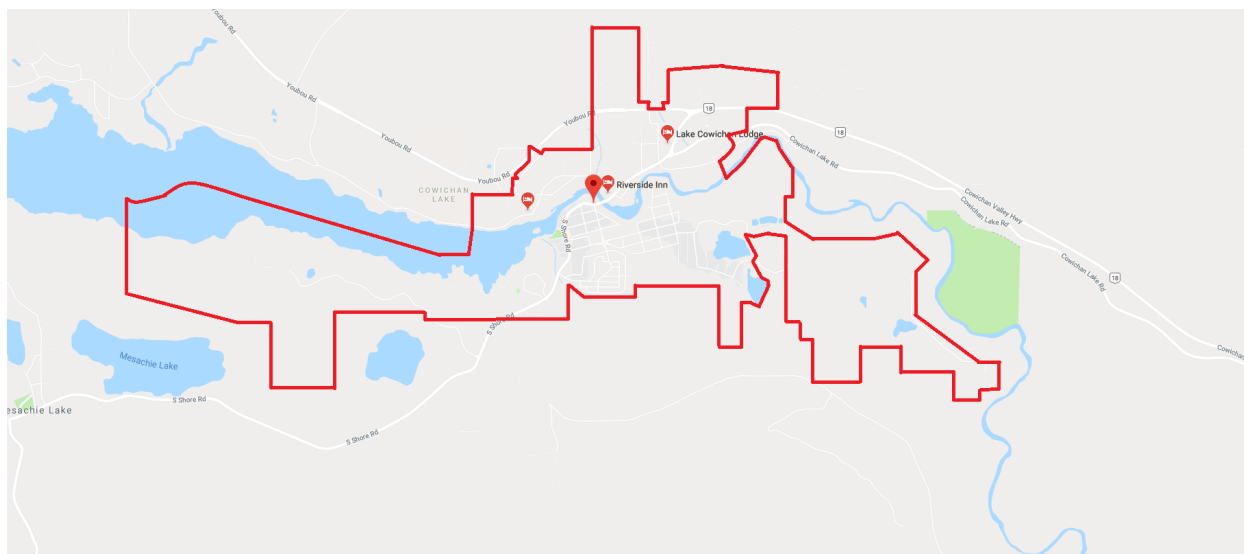 Youbou Rd
Youbou Rd
Youbou Rd
18
Lake Cowichan Lodge
18
Cowichan Lake Rd
Youbou Rd
COWICHAN
LAKE
Riverside Inn
Cowichan Valley Hwy
Cowichan Lake Rd
S Shore Rd
Cowichan Lake Rd
18
S Shore Rd
Cowichan
Mesachie Lake
S Shore Rd
esachie Lake
S Shore Rd